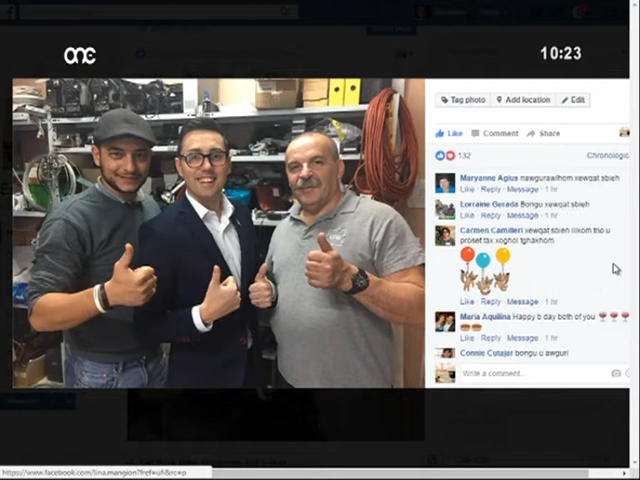 one
10:23
Tag photo Add location Edit
Like Comment Share
132 Chronologic
Maryanne Agius nawgurawlhom xewqat sbieh
Like · Reply · Message · 1 hr
Lorraine Gerada Bongu xewqat sbieh
Like · Reply · Message · 1 hr
Carmen Camilleri xewqat sbieh lilkom trio u
proset tax xoghol tghakhom
Like · Reply · Message · 1 hr
Maria Aquilina Happy b day both of you
Like · Reply · Message · 1 hr
Connie Cutajar bongu u awguri
Write a comment...
https://www.facebook.com/lina.mangion?fref=ufi&rc=p